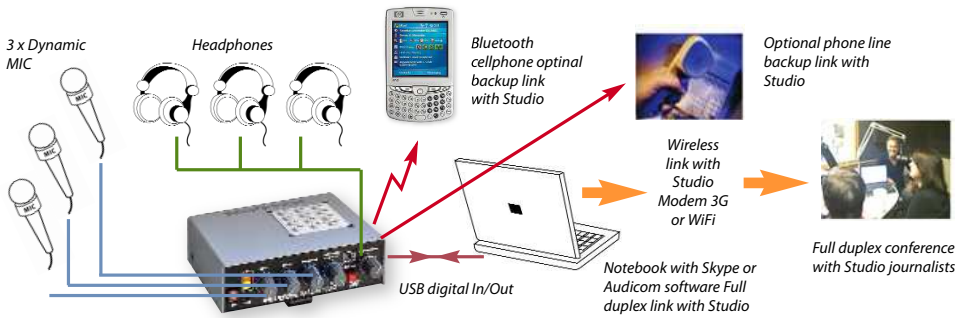 3 x Dynamic
MIC
Headphones
Bluetooth
cellphone optinal
backup link
with Studio
Optional phone line
backup link with
Studio
MIC
MIC
MIC
Wireless
link with
Studio
Modem 3G
or WiFi
USB digital In/Out
Notebook with Skype or
Audicom software Full
duplex link with Studio
Full duplex conference
with Studio journalists